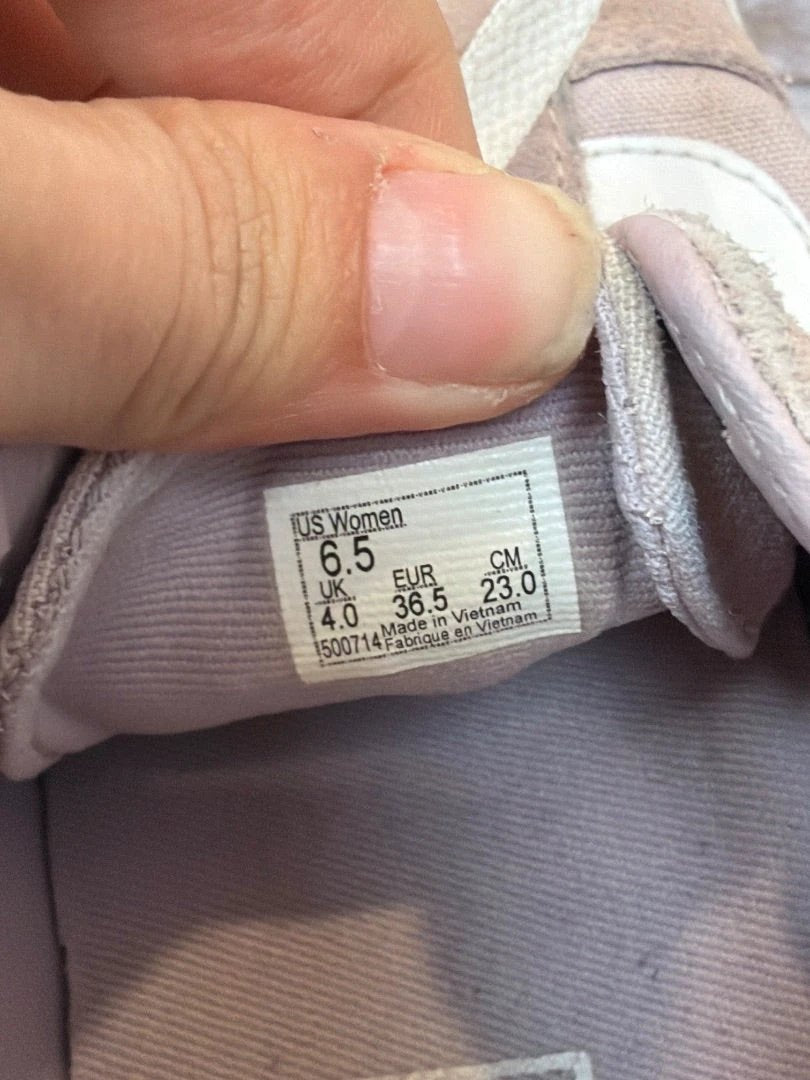 US Women
6.5
UK EUR CM
4.0 36.5 23.0
500714 Made in Vietnam
Fabrique en Vietnam